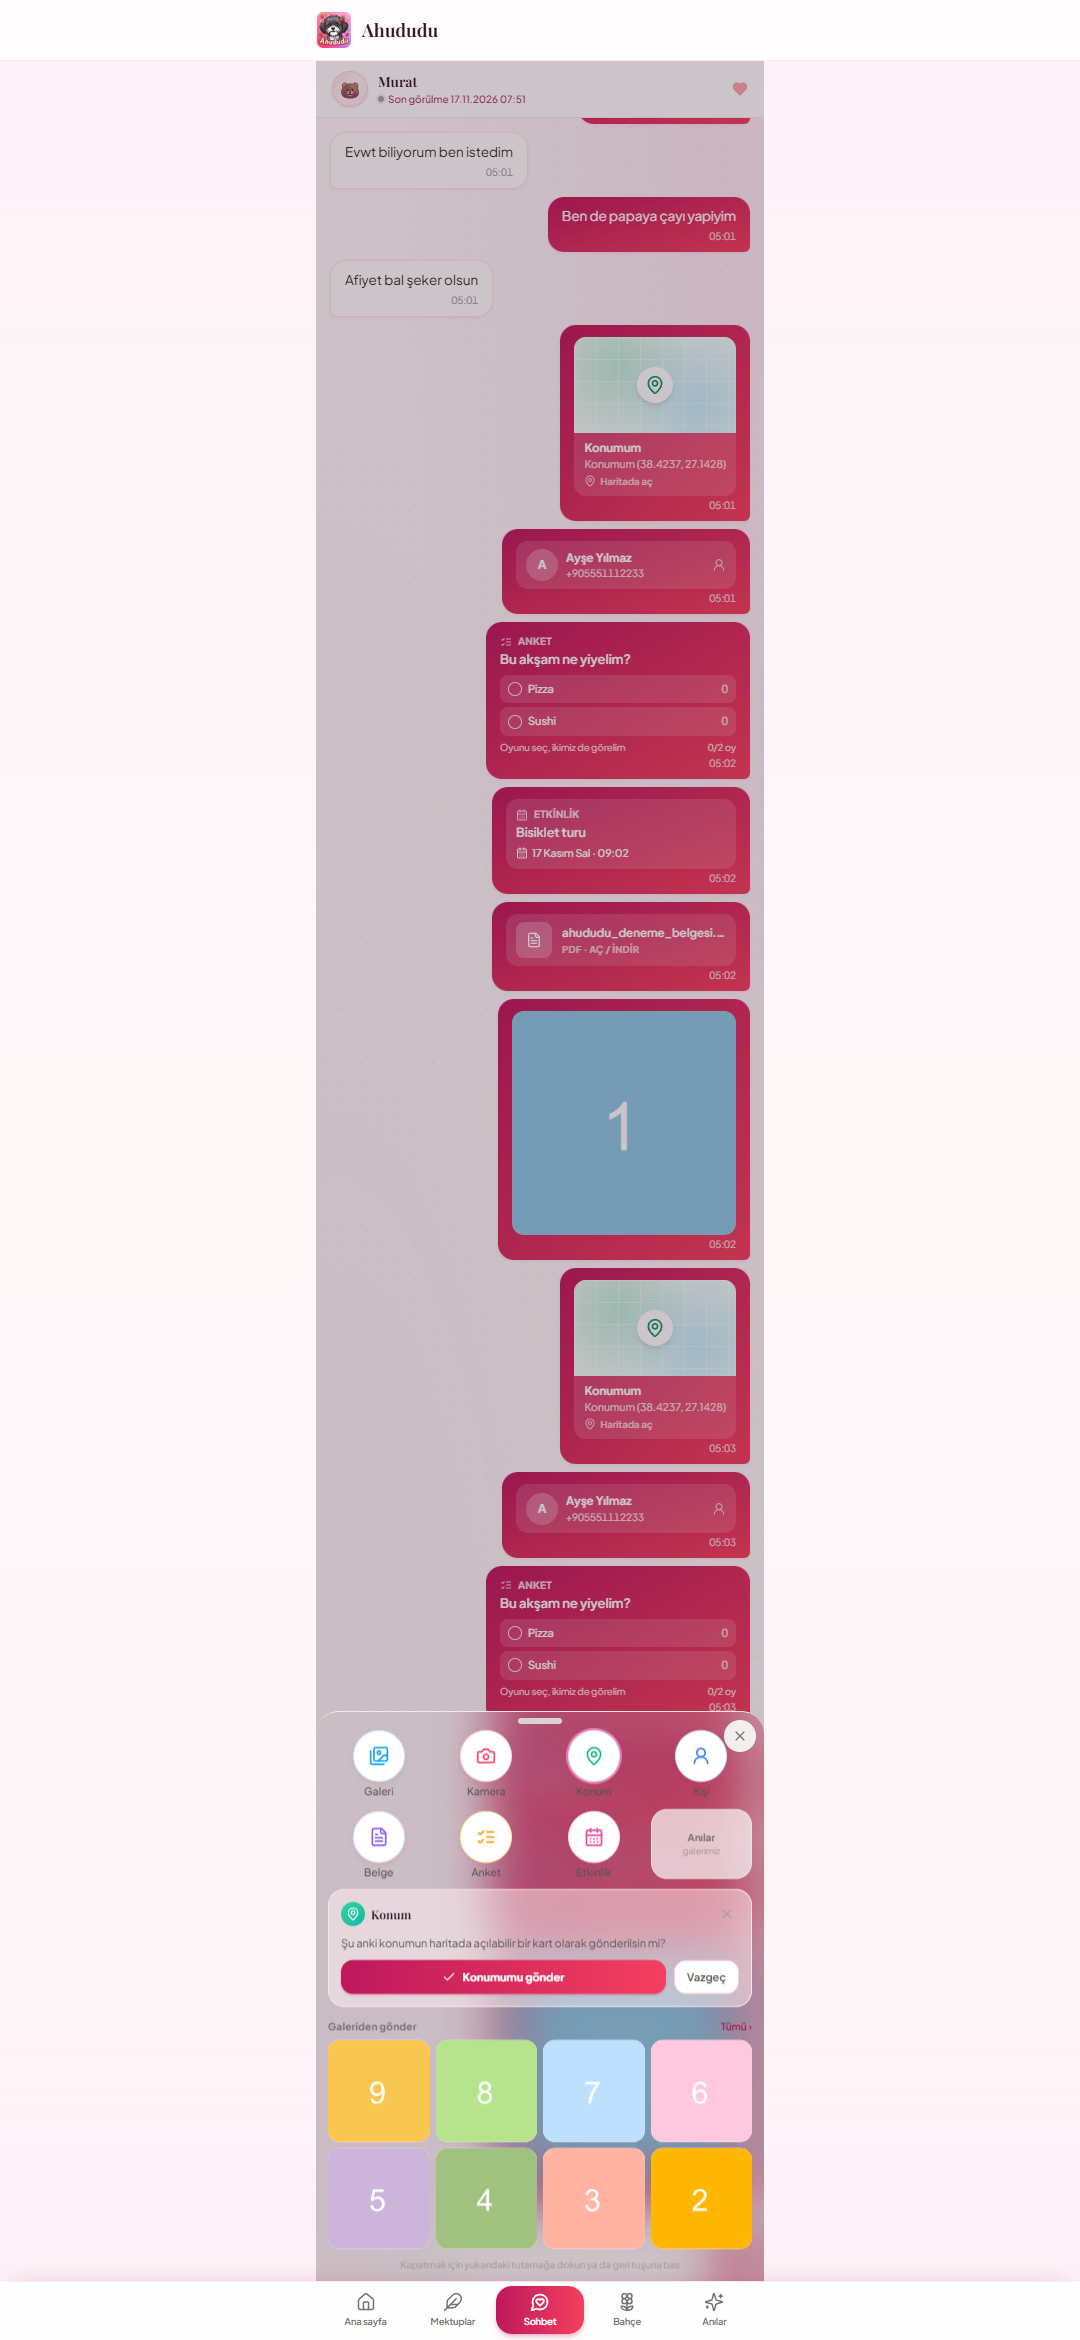 Ahududu
Ahududu
Murat
Son görülme 17.11.2026 07:51
Evwt biliyorum ben istedim
05:01
Ben de papaya çayı yapiyim
05:01
Afiyet bal şeker olsun
05:01
Konumum
Konumum (38.4237, 27.1428)
Haritada aç
05:01
A
Ayşe Yılmaz
+905551112233
05:01
ANKET
Bu akşam ne yiyelim?
Pizza 0
Sushi 0
Oyunu seç, ikimiz de görelim 0/2 oy
05:02
ETKİNLİK
Bisiklet turu
17 Kasım Sal · 09:02
05:02
ahududu_deneme_belgesi.…
PDF · AÇ / İNDİR
05:02
1
05:02
Konumum
Konumum (38.4237, 27.1428)
Haritada aç
05:03
A
Ayşe Yılmaz
+905551112233
05:03
ANKET
Bu akşam ne yiyelim?
Pizza 0
Sushi 0
Oyunu seç, ikimiz de görelim 0/2 oy
05:03
Galeri Kamera Konum Kişi
Belge Anket Etkinlik Anılar
galerimiz
Konum
Şu anki konumun haritada açılabilir bir kart olarak gönderilsin mi?
Konumumu gönder Vazgeç
Galeriden gönder Tümü ›
9 8 7 6
5 4 3 2
Kapatmak için yukarıdaki tutamağa dokun ya da geri tuşuna bas
Ana sayfa Mektuplar Sohbet Bahçe Anılar